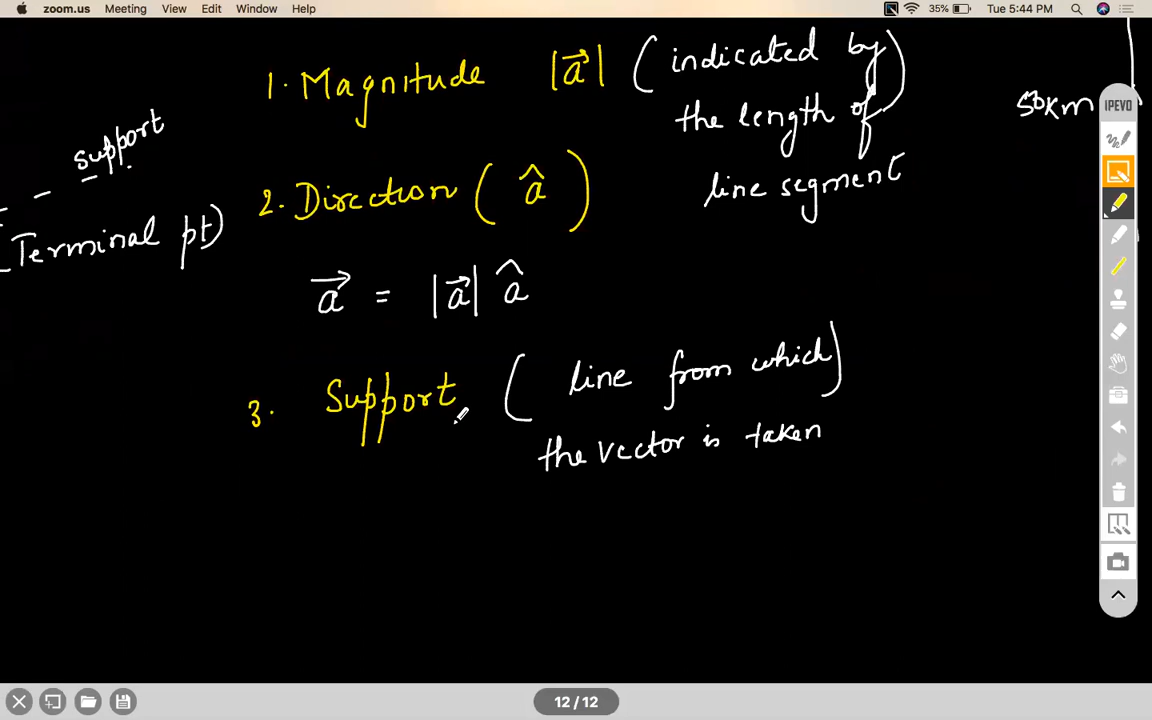 zoom.us Meeting View Edit Window Help
35% Tue 5:44 PM
1. Magnitude |a⃗| (indicated by
the length of)
line segment
50km
IPEVO
support
(Terminal pt)
2. Direction (â)
a⃗ = |a⃗| â
3. Support (line from which)
the vector is taken
12 / 12